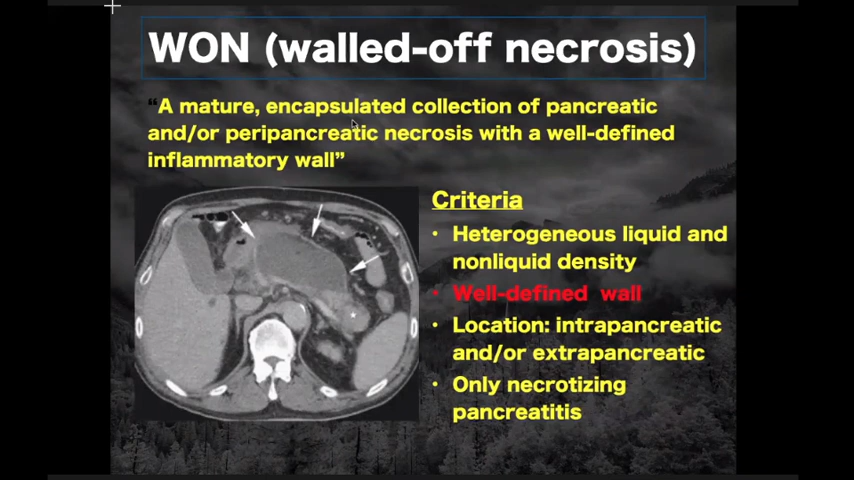 WON (walled-off necrosis)
“A mature, encapsulated collection of pancreatic
and/or peripancreatic necrosis with a well-defined
inflammatory wall”
Criteria
• Heterogeneous liquid and
nonliquid density
• Well-defined wall
• Location: intrapancreatic
and/or extrapancreatic
• Only necrotizing
pancreatitis